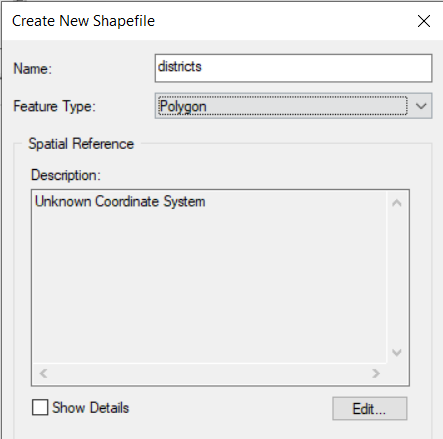 Create New Shapefile
Name: districts
Feature Type: Polygon
Spatial Reference
Description:
Unknown Coordinate System
Show Details Edit...